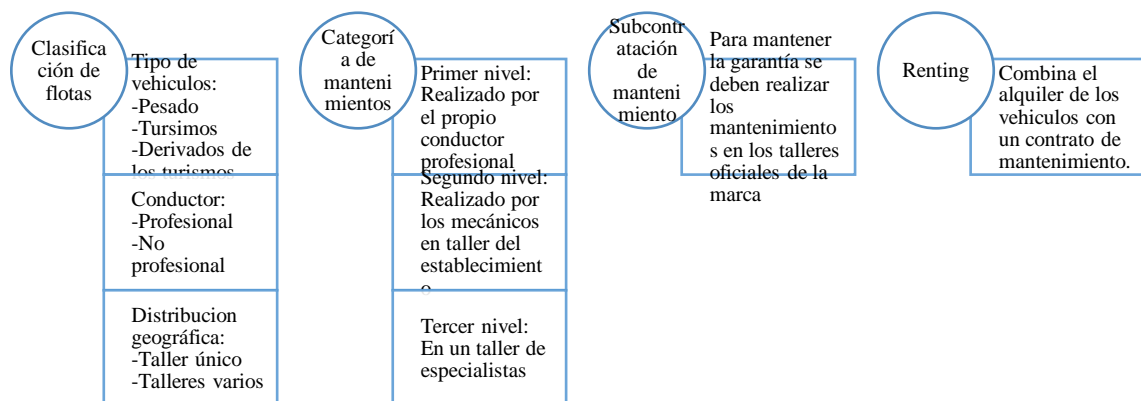 Clasifica
ción de
flotas
Tipo de
vehiculos:
-Pesado
-Tursimos
-Derivados de
los turismos
Conductor:
-Profesional
-No
profesional
Distribucion
geográfica:
-Taller único
-Talleres varios
Categorí
a de
manteni
mientos
Primer nivel:
Realizado por
el propio
conductor
profesional
Segundo nivel:
Realizado por
los mecánicos
en taller del
establecimient
o
Tercer nivel:
En un taller de
especialistas
Subcontr
atación
de
manteni
miento
Para mantener
la garantía se
deben realizar
los
mantenimiento
s en los talleres
oficiales de la
marca
Renting
Combina el
alquiler de los
vehiculos con
un contrato de
mantenimiento.